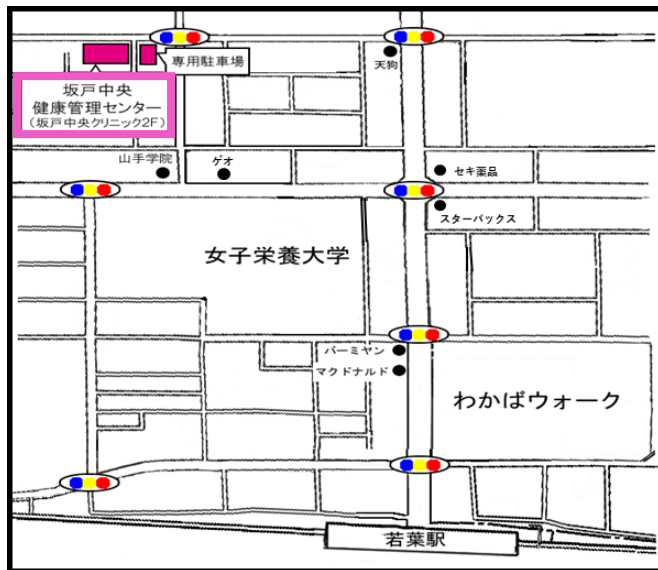 天狗
専用駐車場
坂戸中央
健康管理センター
(坂戸中央クリニック2F)
山手学院
ゲオ
セキ薬品
スターバックス
女子栄養大学
バーミヤン
マクドナルド
わかばウォーク
若葉駅